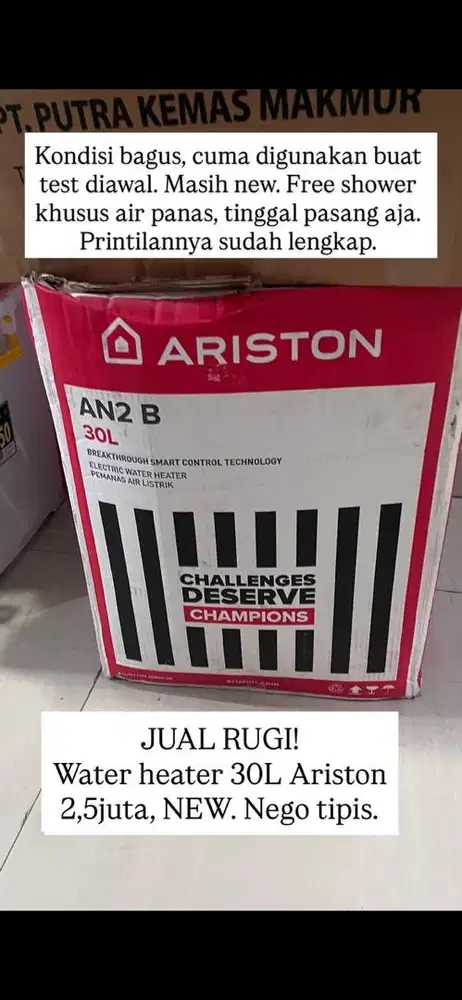 PT. PUTRA KEMAS MAKMUR
Kondisi bagus, cuma digunakan buat
test diawal. Masih new. Free shower
khusus air panas, tinggal pasang aja.
Printilannya sudah lengkap.
ARISTON
AN2 B
30L
BREAKTHROUGH SMART CONTROL TECHNOLOGY
ELECTRIC WATER HEATER
PEMANAS AIR LISTRIK
CHALLENGES
DESERVE
CHAMPIONS
JUAL RUGI!
Water heater 30L Ariston
2,5juta, NEW. Nego tipis.